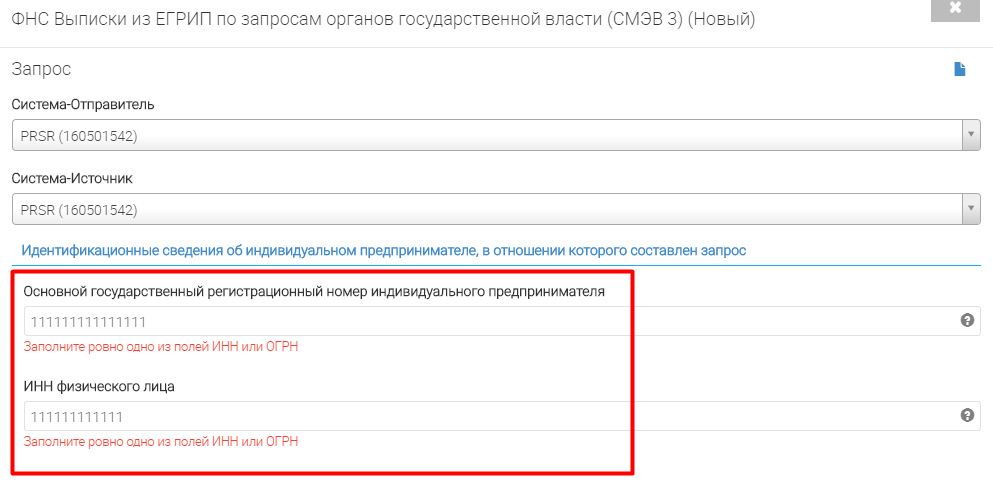 ФНС Выписки из ЕГРИП по запросам органов государственной власти (СМЭВ 3) (Новый)
Запрос
Система-Отправитель
PRSR (160501542)
Система-Источник
PRSR (160501542)
Идентификационные сведения об индивидуальном предпринимателе, в отношении которого составлен запрос
Основной государственный регистрационный номер индивидуального предпринимателя
111111111111111
Заполните ровно одно из полей ИНН или ОГРН
ИНН физического лица
111111111111
Заполните ровно одно из полей ИНН или ОГРН